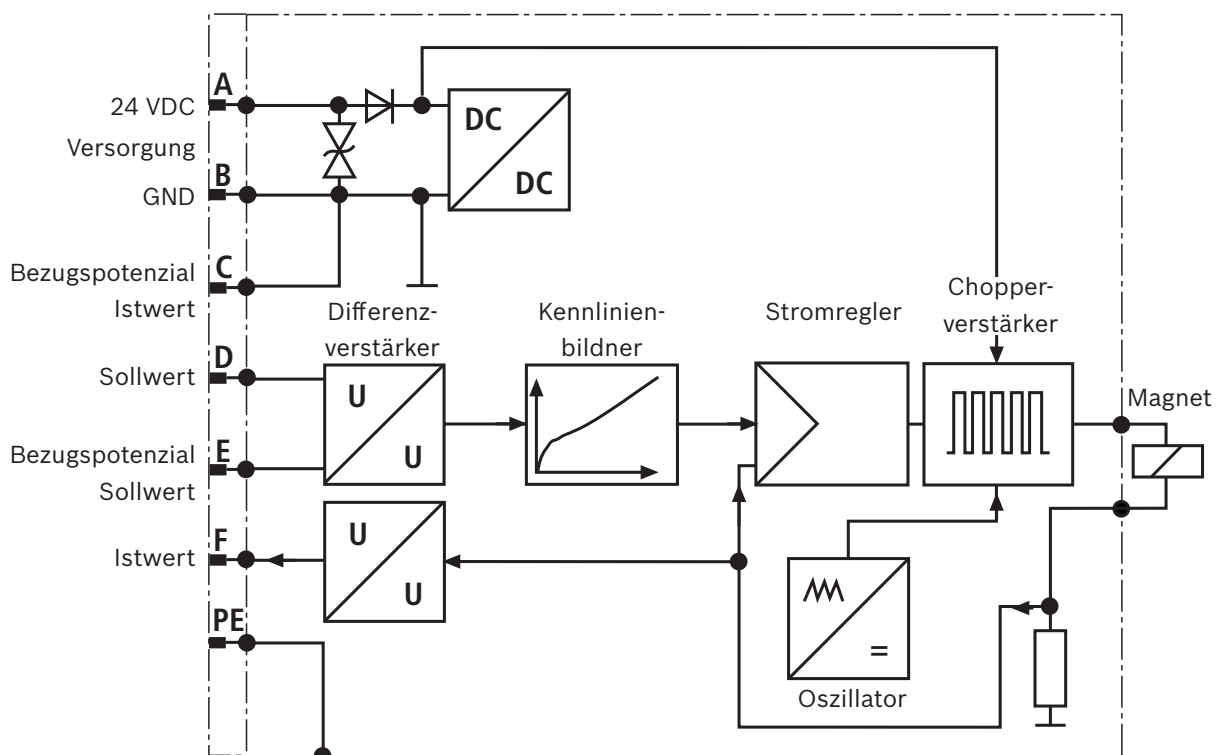 A
24 VDC
Versorgung
B
GND
DC
DC
Bezugspotenzial
Istwert
C
Differenz-
verstärker
Kennlinien-
bildner
Stromregler
Chopper-
verstärker
D
Sollwert
U
U
Magnet
Bezugspotenzial
Sollwert
E
F
Istwert
U
U
=
Oszillator
PE